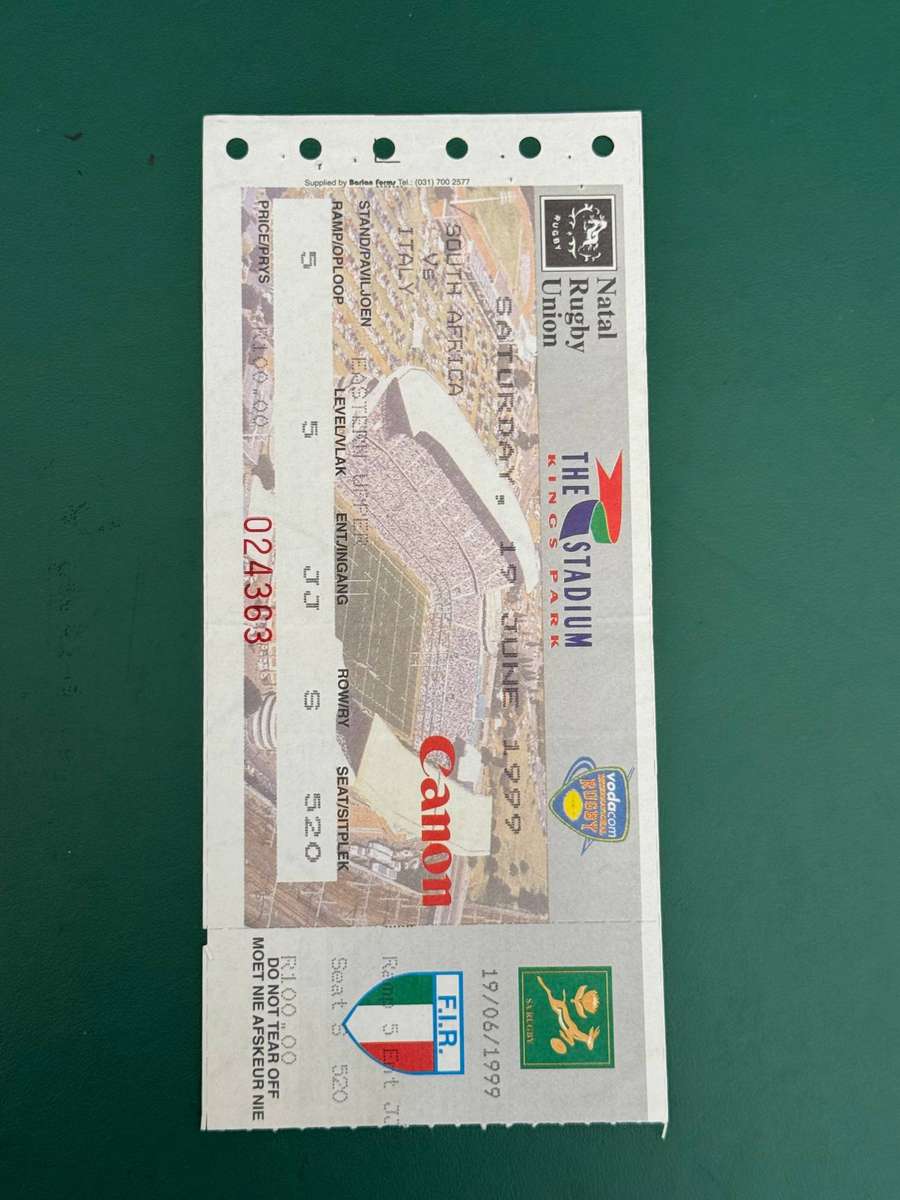 Supplied by Barlan Forms Tel.: (031) 700 2577
RUGBY
Natal
Rugby
Union
THE STADIUM
KINGS PARK
vodacom
RUGBY
SATURDAY: 19 JUNE 1999
SOUTH AFRICA
VS
ITALY
Canon
STAND/PAVILJOEN EASTERN UPPER
RAMP/OPLOOP LEVEL/VLAK ENT./INGANG ROW/RY SEAT/SITPLEK
5 5 JJ S 520
PRICE/PRYS R100.00
024363
SA RUGBY
19/06/1999
F.I.R.
Ramp 5 Ent JJ
Seat S 520
R100.00
DO NOT TEAR OFF
MOET NIE AFSKEUR NIE